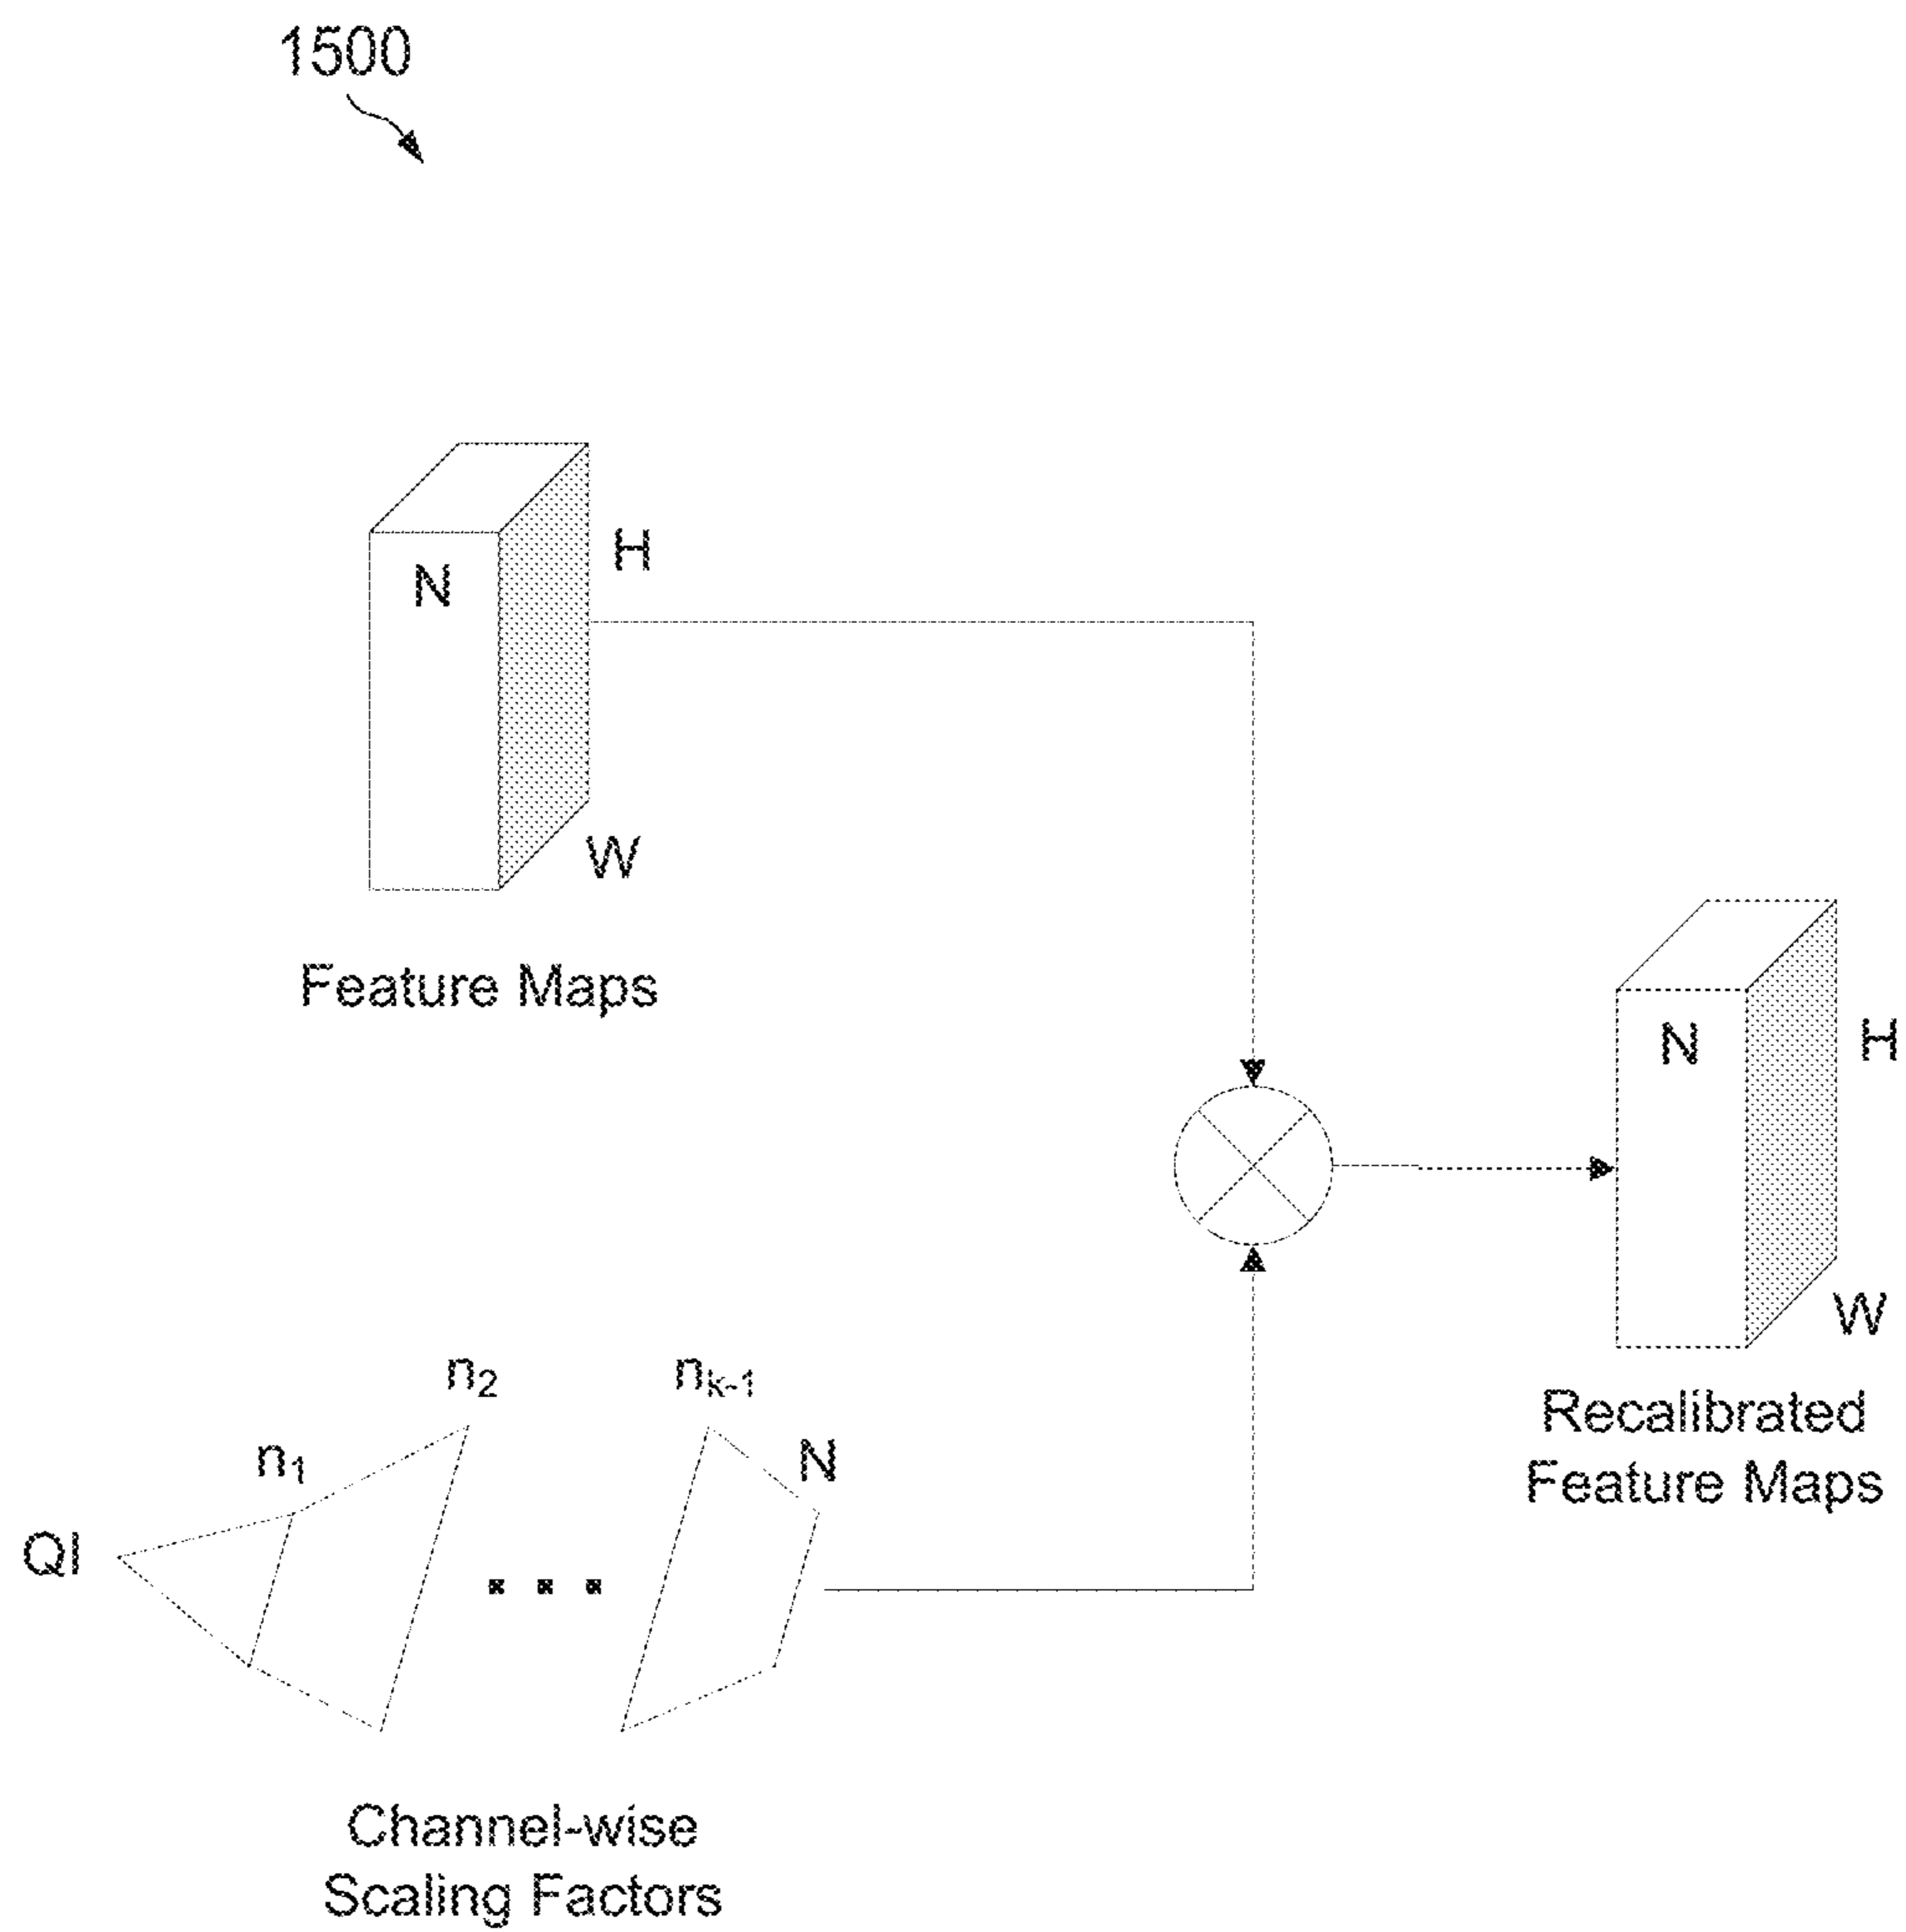 1500
N
H
W
Feature Maps
N
H
W
Recalibrated
Feature Maps
n₂
nₖ₋₁
n₁
N
QI
Channel-wise
Scaling Factors